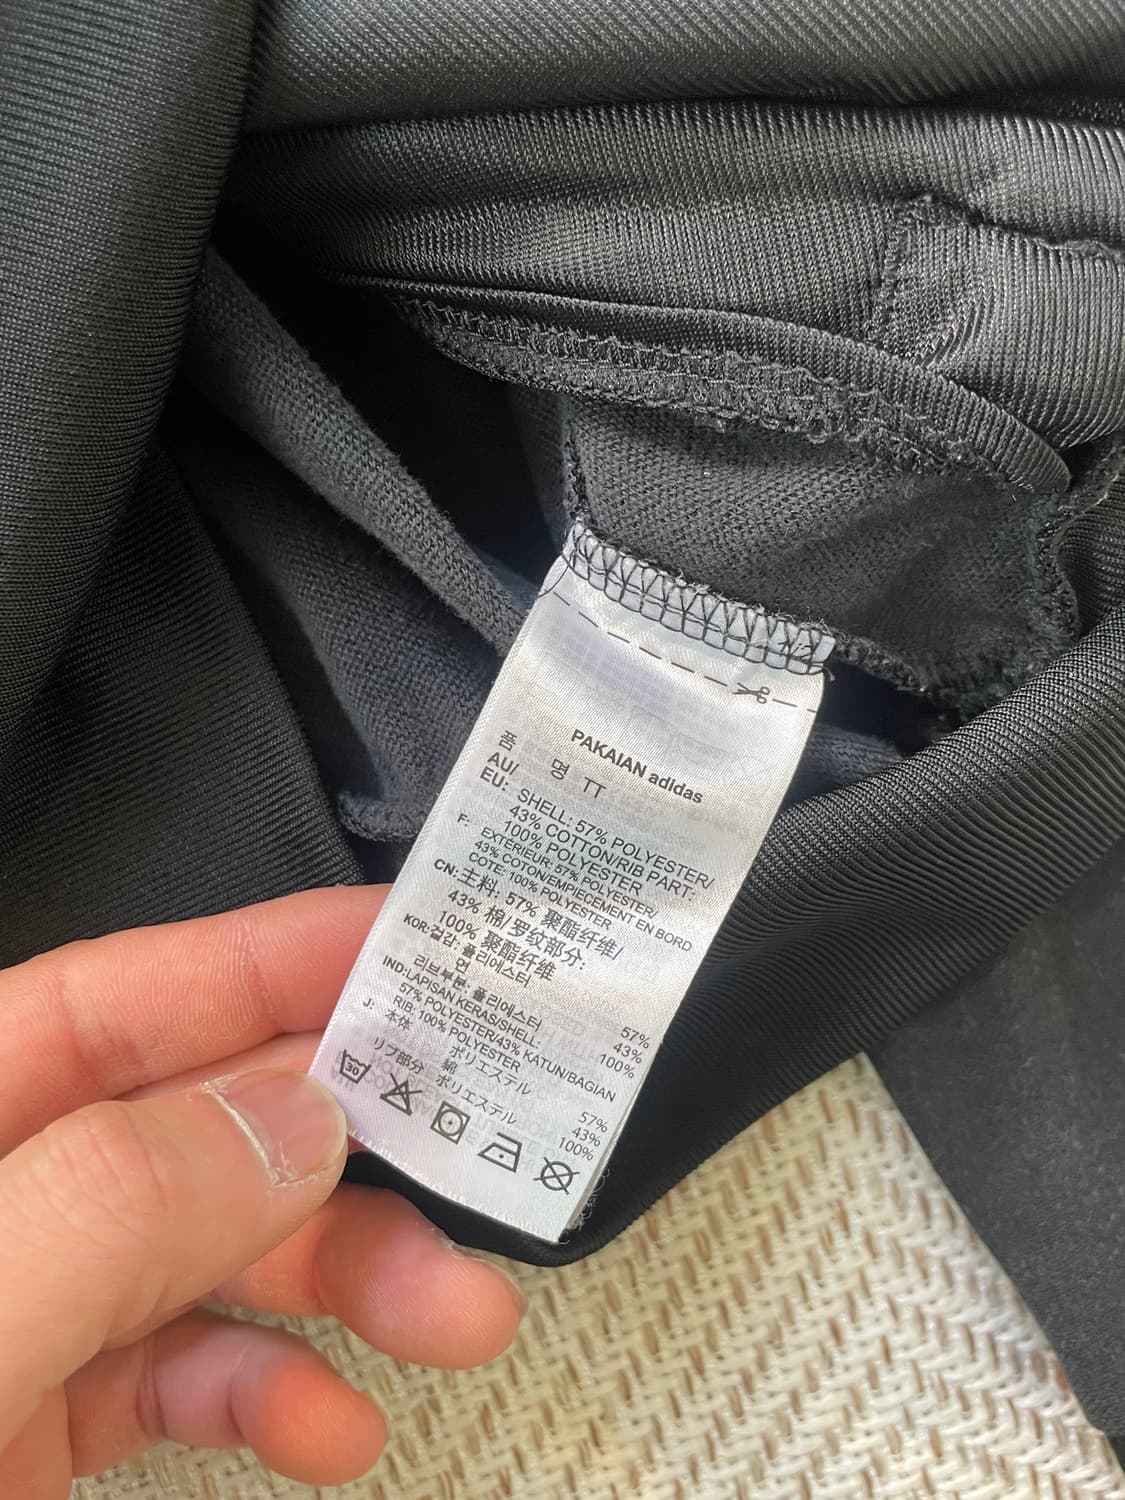 PAKAIAN adidas
품 명 TT
AU/
EU: SHELL: 57% POLYESTER/
43% COTTON/RIB PART:
100% POLYESTER
F: EXTÉRIEUR: 57% POLYESTER/
43% COTON/EMPIECEMENT EN BORD
COTE: 100% POLYESTER
CN: 主料: 57% 聚酯纤维/
43% 棉/罗纹部分:
100% 聚酯纤维
KOR: 겉감: 폴리에스터 57%
면 43%
리브부분: 폴리에스터 100%
IND: LAPISAN KERAS/SHELL:
57% POLYESTER/43% KATUN/BAGIAN
RIB: 100% POLYESTER
J: 本体 ポリエステル 57%
綿 43%
リブ部分 ポリエステル 100%
30